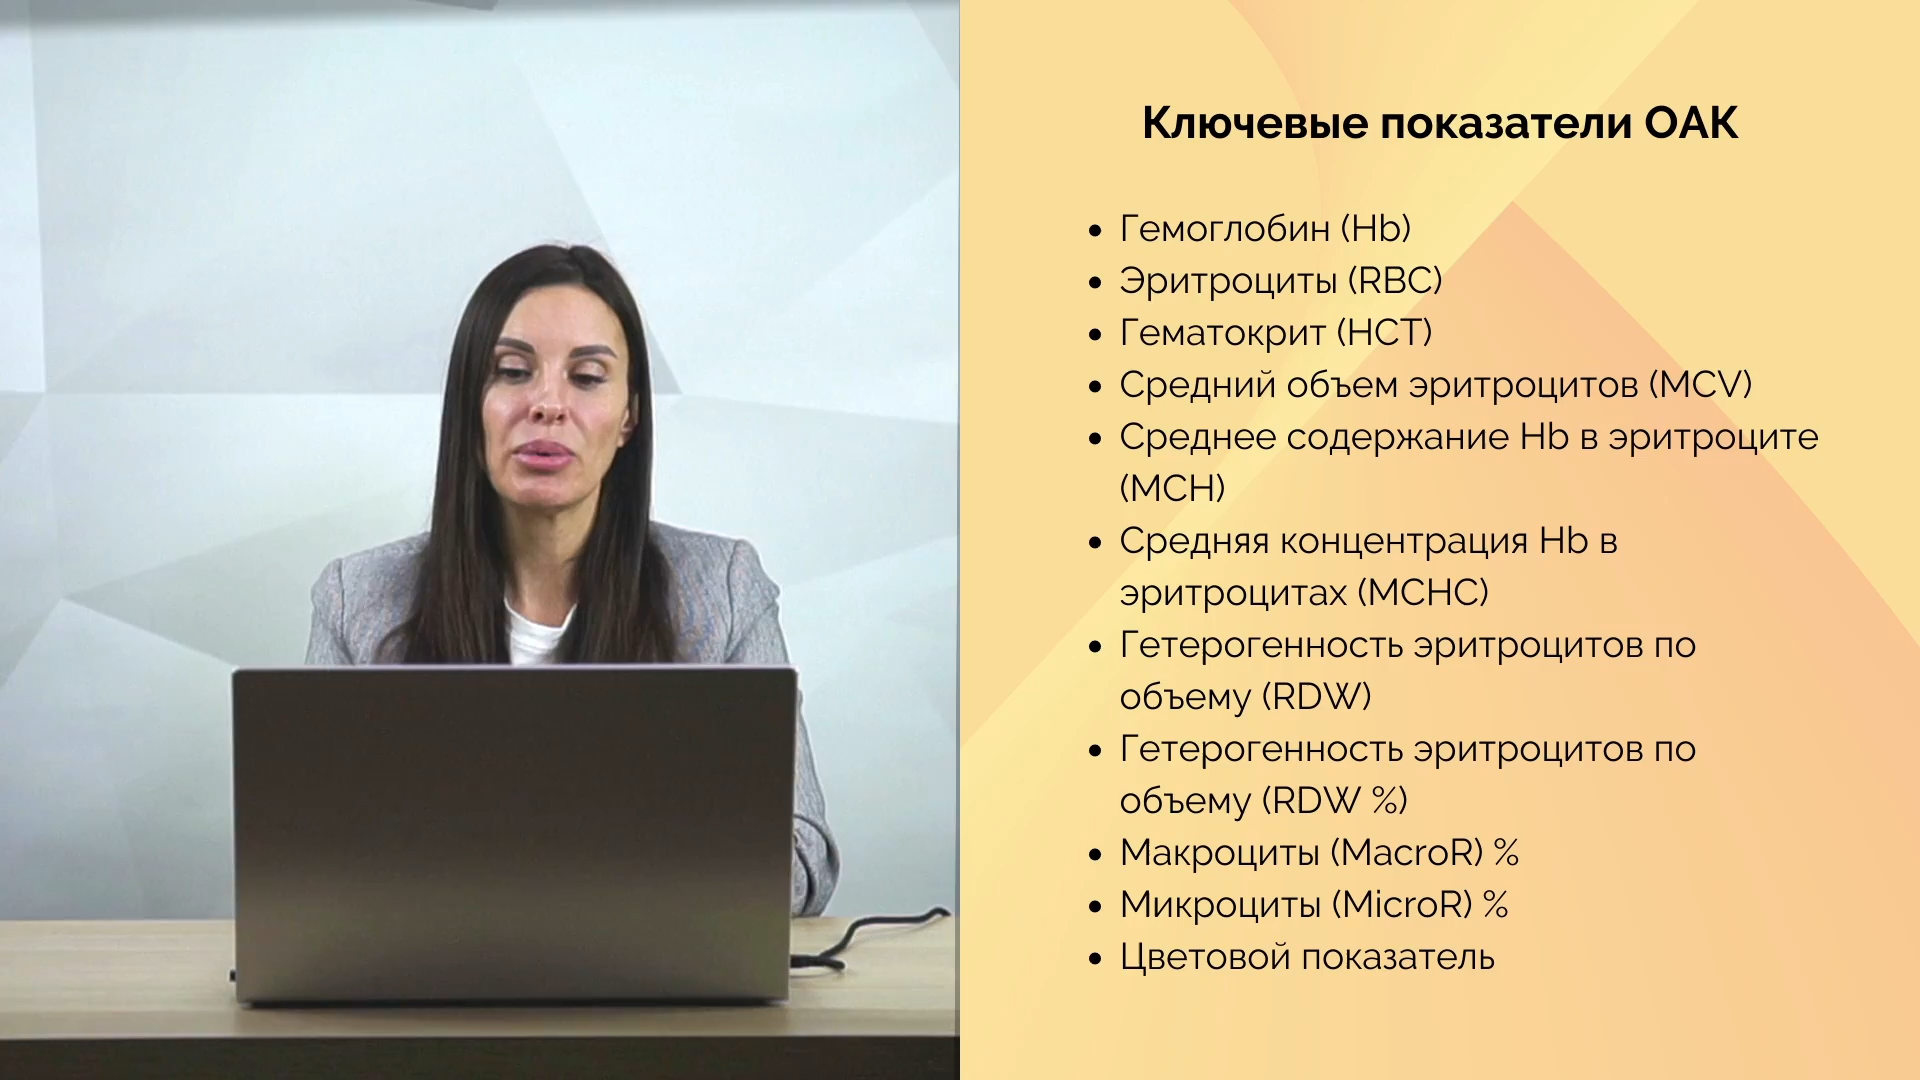 Ключевые показатели ОАК
• Гемоглобин (Hb)
• Эритроциты (RBC)
• Гематокрит (HCT)
• Средний объем эритроцитов (MCV)
• Среднее содержание Hb в эритроците
(MCH)
• Средняя концентрация Hb в
эритроцитах (MCHC)
• Гетерогенность эритроцитов по
объему (RDW)
• Гетерогенность эритроцитов по
объему (RDW %)
• Макроциты (MacroR) %
• Микроциты (MicroR) %
• Цветовой показатель